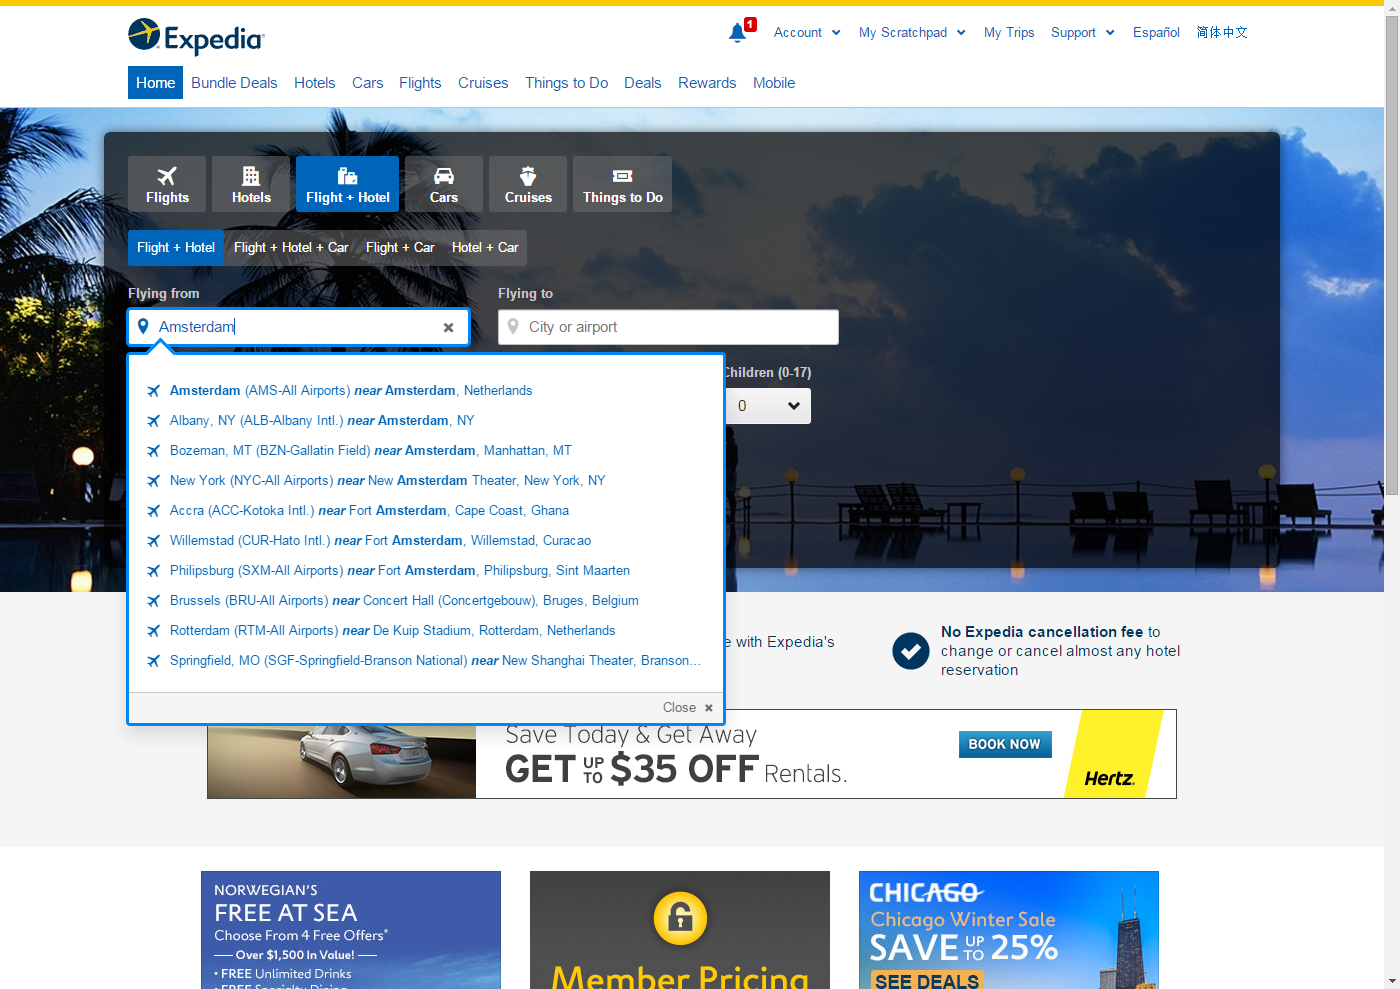 Expedia
1
Account
My Scratchpad
My Trips
Support
Español
简体中文
Home
Bundle Deals
Hotels
Cars
Flights
Cruises
Things to Do
Deals
Rewards
Mobile
Flights
Hotels
Flight + Hotel
Cars
Cruises
Things to Do
Flight + Hotel
Flight + Hotel + Car
Flight + Car
Hotel + Car
Flying from
Flying to
Amsterdam
City or airport
Children (0-17)
0
Amsterdam (AMS-All Airports) near Amsterdam, Netherlands
Albany, NY (ALB-Albany Intl.) near Amsterdam, NY
Bozeman, MT (BZN-Gallatin Field) near Amsterdam, Manhattan, MT
New York (NYC-All Airports) near New Amsterdam Theater, New York, NY
Accra (ACC-Kotoka Intl.) near Fort Amsterdam, Cape Coast, Ghana
Willemstad (CUR-Hato Intl.) near Fort Amsterdam, Willemstad, Curacao
Philipsburg (SXM-All Airports) near Fort Amsterdam, Philipsburg, Sint Maarten
Brussels (BRU-All Airports) near Concert Hall (Concertgebouw), Bruges, Belgium
Rotterdam (RTM-All Airports) near De Kuip Stadium, Rotterdam, Netherlands
Springfield, MO (SGF-Springfield-Branson National) near New Shanghai Theater, Branson...
Close
e with Expedia's
No Expedia cancellation fee to
change or cancel almost any hotel
reservation
Save Today & Get Away
GET UP TO $35 OFF Rentals.
BOOK NOW
Hertz
NORWEGIAN'S
FREE AT SEA
Choose From 4 Free Offers*
Over $1,500 In Value!
• FREE Unlimited Drinks
• FREE Specialty Dining
Member Pricing
CHICAGO
Chicago Winter Sale
SAVE UP TO 25%
SEE DEALS